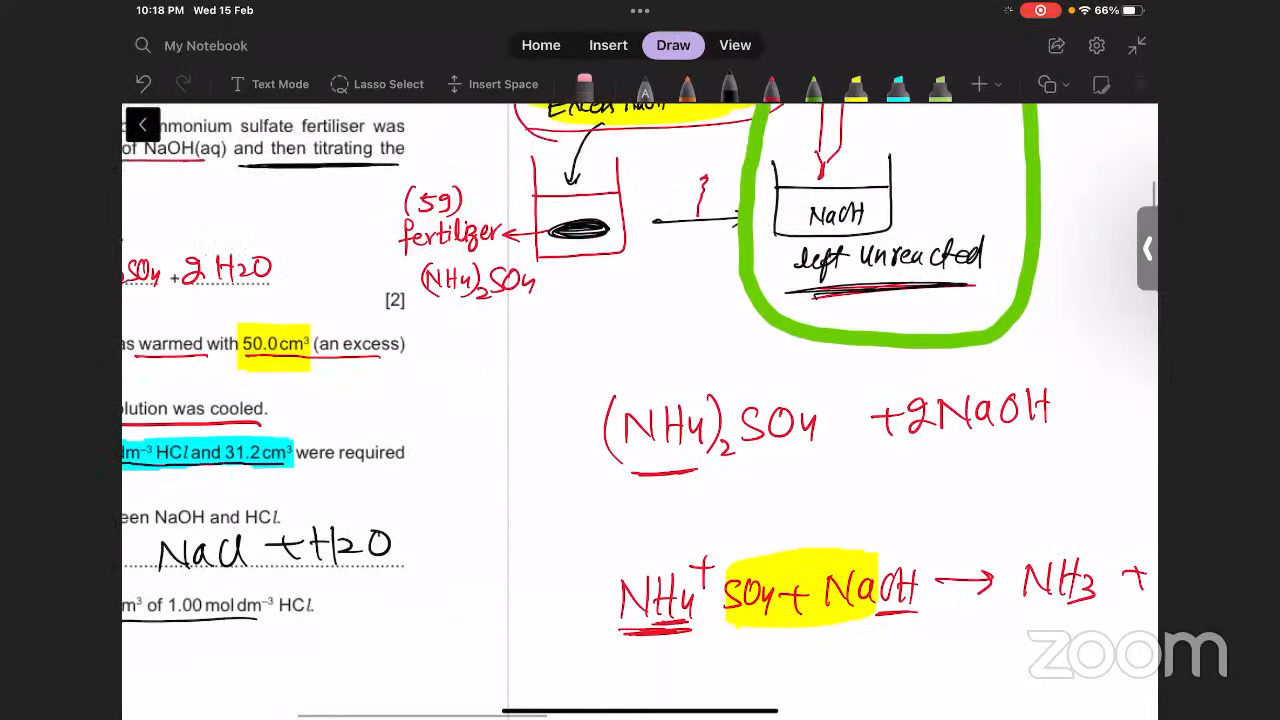 10:18 PM Wed 15 Feb
66%
My Notebook
Home Insert Draw View
Text Mode Lasso Select Insert Space
A
mmonium sulfate fertiliser was
of NaOH(aq) and then titrating the
SO4 + 2 H2O
[2]
as warmed with 50.0 cm³ (an excess)
olution was cooled.
dm⁻³ HCl and 31.2 cm³ were required
een NaOH and HCl.
NaCl + H2O
m³ of 1.00 mol dm⁻³ HCl.
Excess NaOH
(5g)
fertilizer
(NH4)2SO4
NaOH
left unreacted
(NH4)2SO4 + 2NaOH
NH4+ SO4 + NaOH → NH3 +
zoom